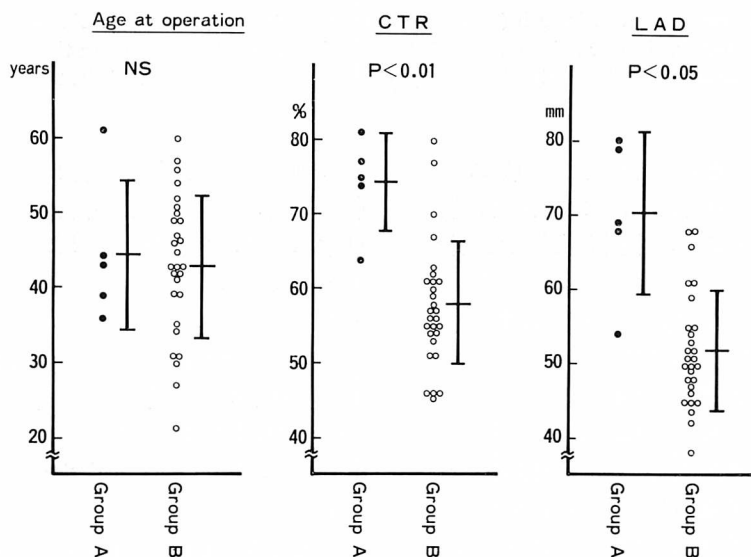 Age at operation
years
NS
60
50
40
30
20
Group A
Group B
CTR
P<0.01
%
80
70
60
50
40
Group A
Group B
LAD
P<0.05
mm
80
70
60
50
40
Group A
Group B